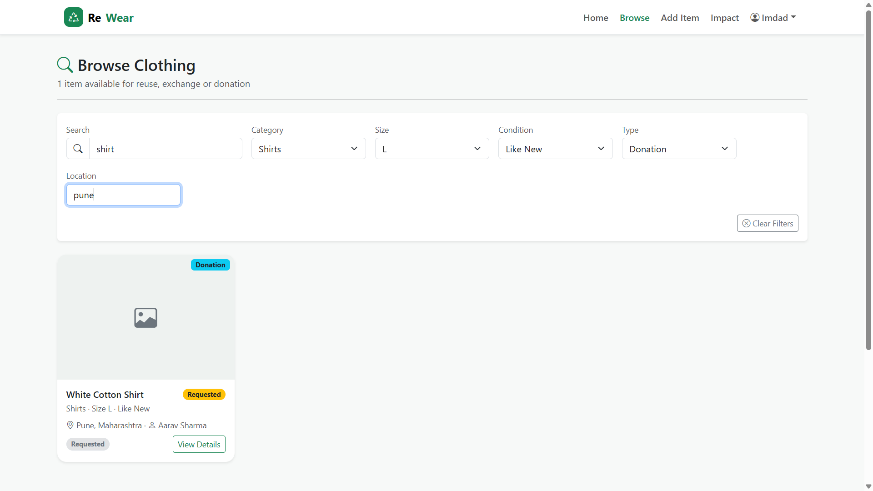 Re Wear
Home Browse Add Item Impact Imdad
Browse Clothing
1 item available for reuse, exchange or donation
Search Category Size Condition Type
shirt Shirts L Like New Donation
Location
pune
Clear Filters
Donation
White Cotton Shirt Requested
Shirts · Size L · Like New
Pune, Maharashtra · Aarav Sharma
Requested View Details